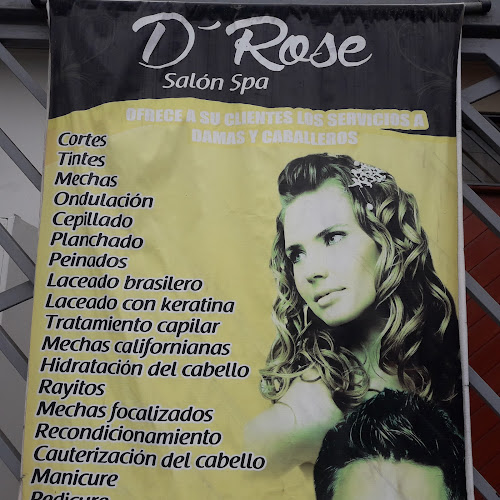 D´Rose
Salón Spa
OFRECE A SU CLIENTES LOS SERVICIOS A
DAMAS Y CABALLEROS
Cortes
Tintes
Mechas
Ondulación
Cepillado
Planchado
Peinados
Laceado brasilero
Laceado con keratina
Tratamiento capilar
Mechas californianas
Hidratación del cabello
Rayitos
Mechas focalizados
Recondicionamiento
Cauterización del cabello
Manicure
Pedicure